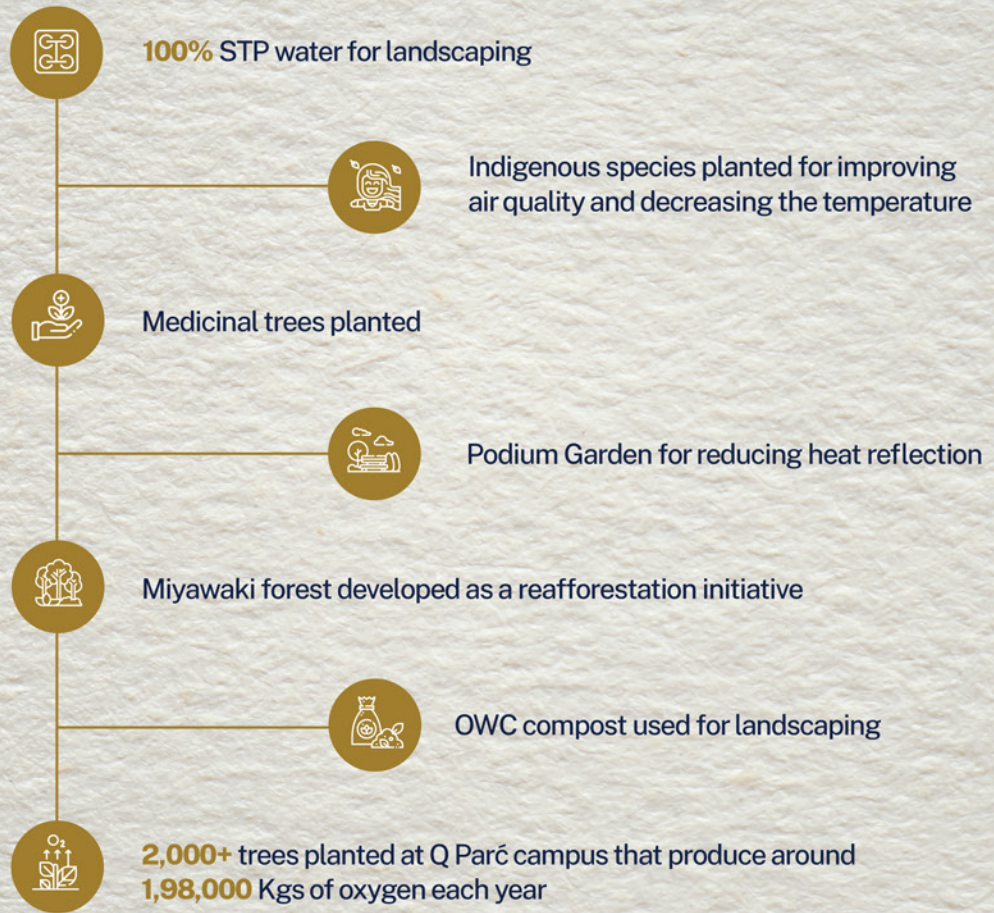 100% STP water for landscaping
Indigenous species planted for improving
air quality and decreasing the temperature
Medicinal trees planted
Podium Garden for reducing heat reflection
Miyawaki forest developed as a reafforestation initiative
OWC compost used for landscaping
O2
2,000+ trees planted at Q Parć campus that produce around
1,98,000 Kgs of oxygen each year